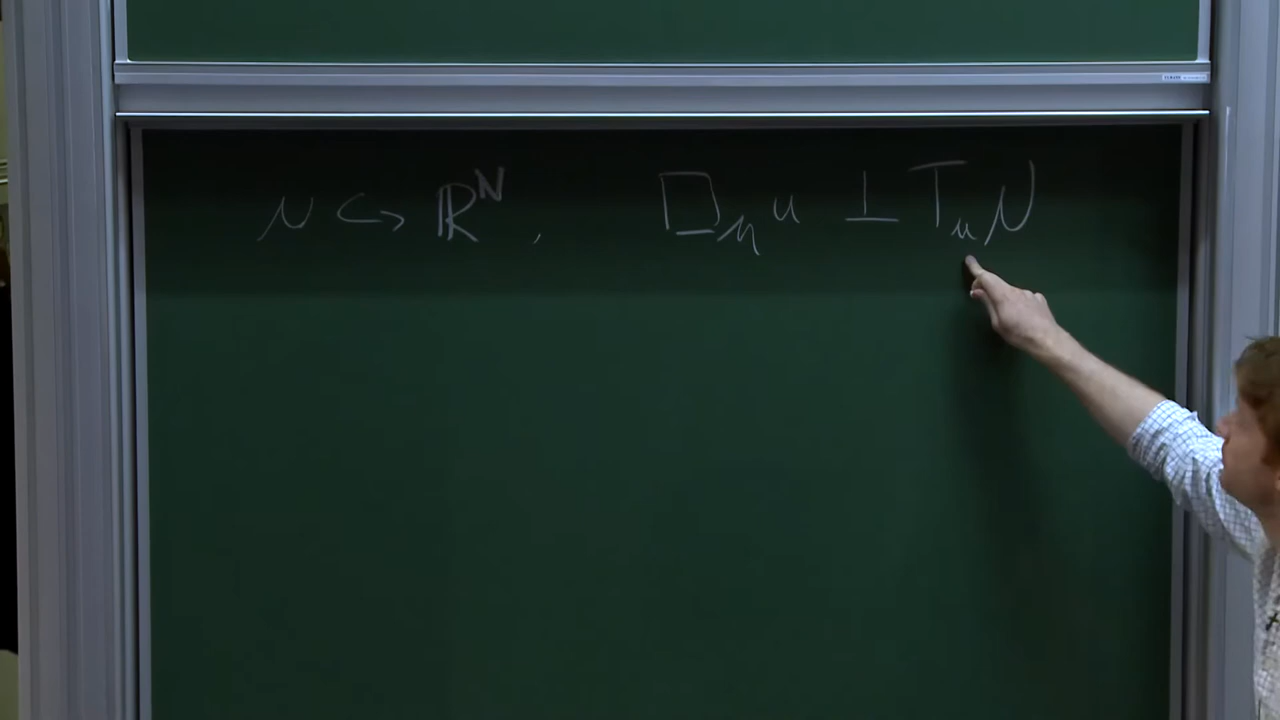 𝒩 ↪ ℝᴺ, □_η u ⊥ T_u 𝒩